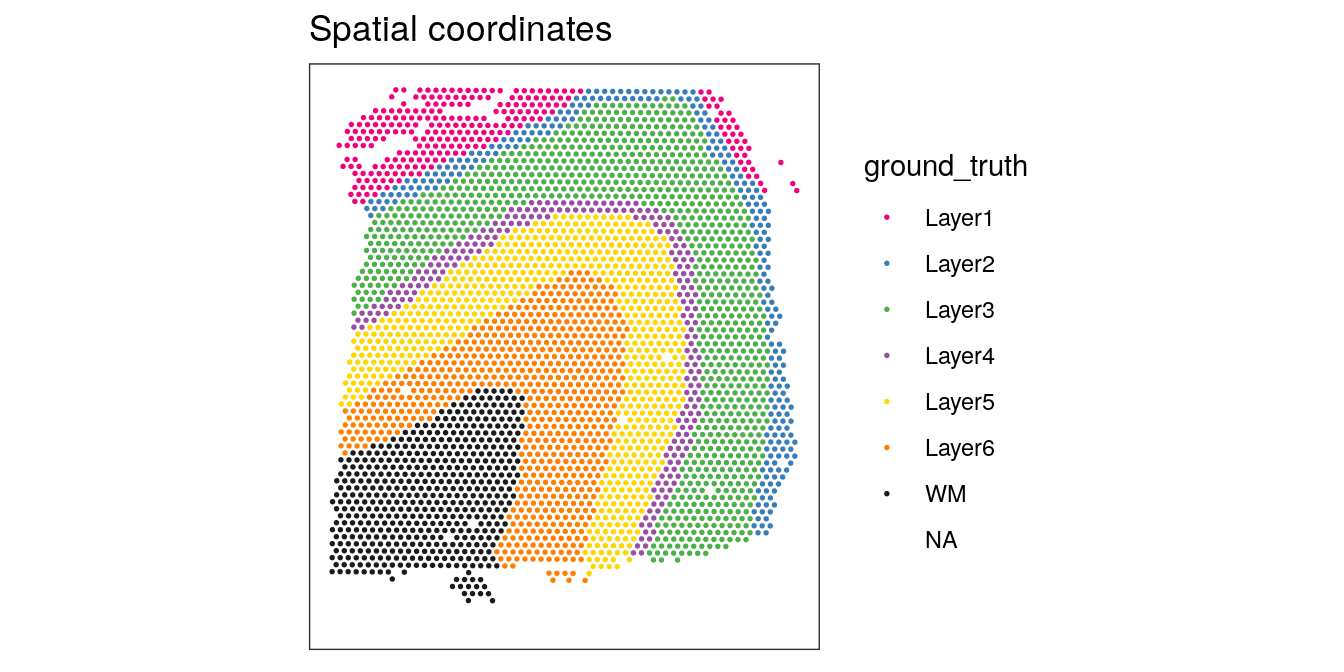 Spatial coordinates
ground_truth
Layer1
Layer2
Layer3
Layer4
Layer5
Layer6
WM
NA